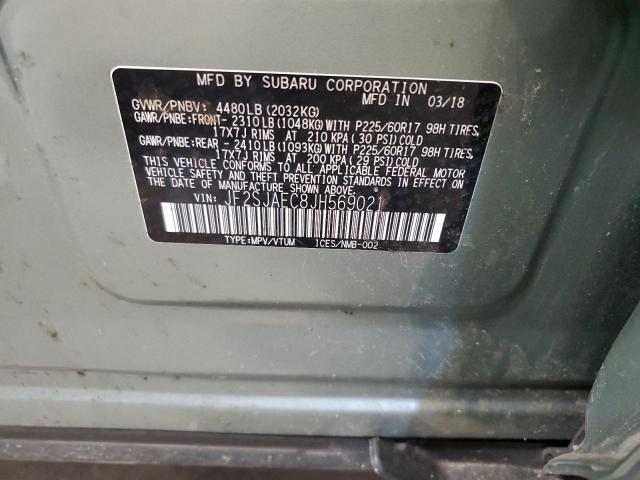 MFD BY SUBARU CORPORATION
GVWR/PNBV: 4480LB(2032KG) MFD IN 03/18
GAWR/PNBE:FRONT- 2310LB(1048KG)WITH P225/60R17 98H TIRES,
17X7J RIMS AT 210 KPA(30 PSI)COLD
GAWR/PNBE:REAR - 2410LB(1093KG)WITH P225/60R17 98H TIRES,
17X7J RIMS AT 200 KPA(29 PSI)COLD
THIS VEHICLE CONFORMS TO ALL APPLICABLE FEDERAL MOTOR
VEHICLE SAFETY, BUMPER, AND THEFT PREVENTION STANDARDS
IN EFFECT ON THE DATE OF MANUFACTURE SHOWN ABOVE.
VIN: JF2SJAEC8JH569021
TYPE:MPV/VTUM ICES/NMB-002